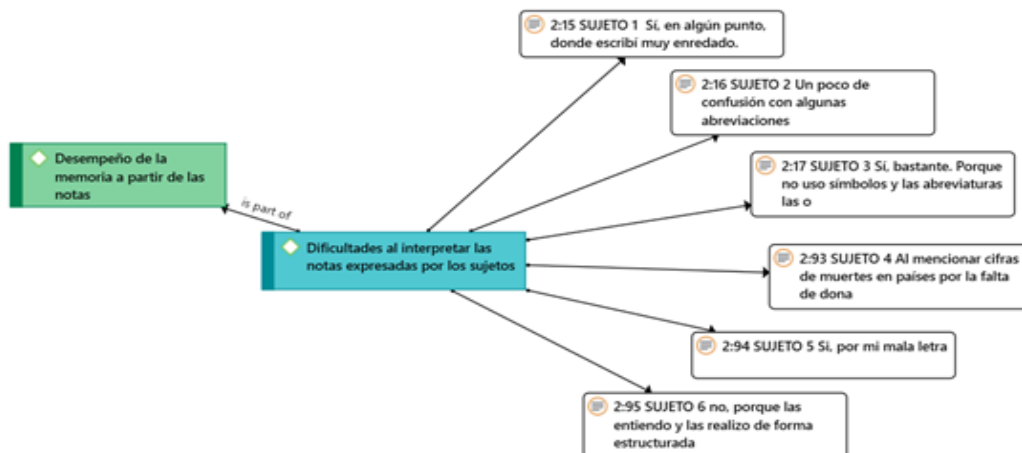 2:15 SUJETO 1 Sí, en algún punto,
donde escribí muy enredado.
2:16 SUJETO 2 Un poco de
confusión con algunas
abreviaciones
Desempeño de la
memoria a partir de las
notas
2:17 SUJETO 3 Sí, bastante. Porque
no uso símbolos y las abreviaturas
las o
is part of
Dificultades al interpretar las
notas expresadas por los sujetos
2:93 SUJETO 4 Al mencionar cifras
de muertes en países por la falta
de dona
2:94 SUJETO 5 Sí, por mi mala letra
2:95 SUJETO 6 no, porque las
entiendo y las realizo de forma
estructurada